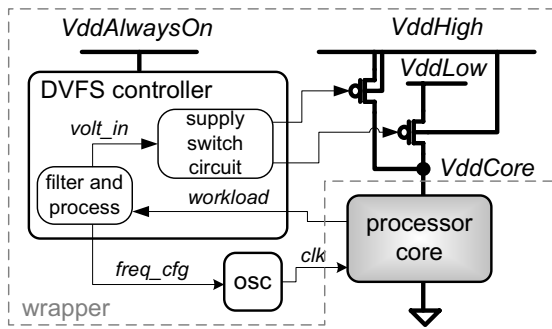 VddAlwaysOn
VddHigh
DVFS controller
VddLow
volt_in
supply
switch
circuit
VddCore
filter and
process
workload
processor
core
freq_cfg
osc
clk
wrapper